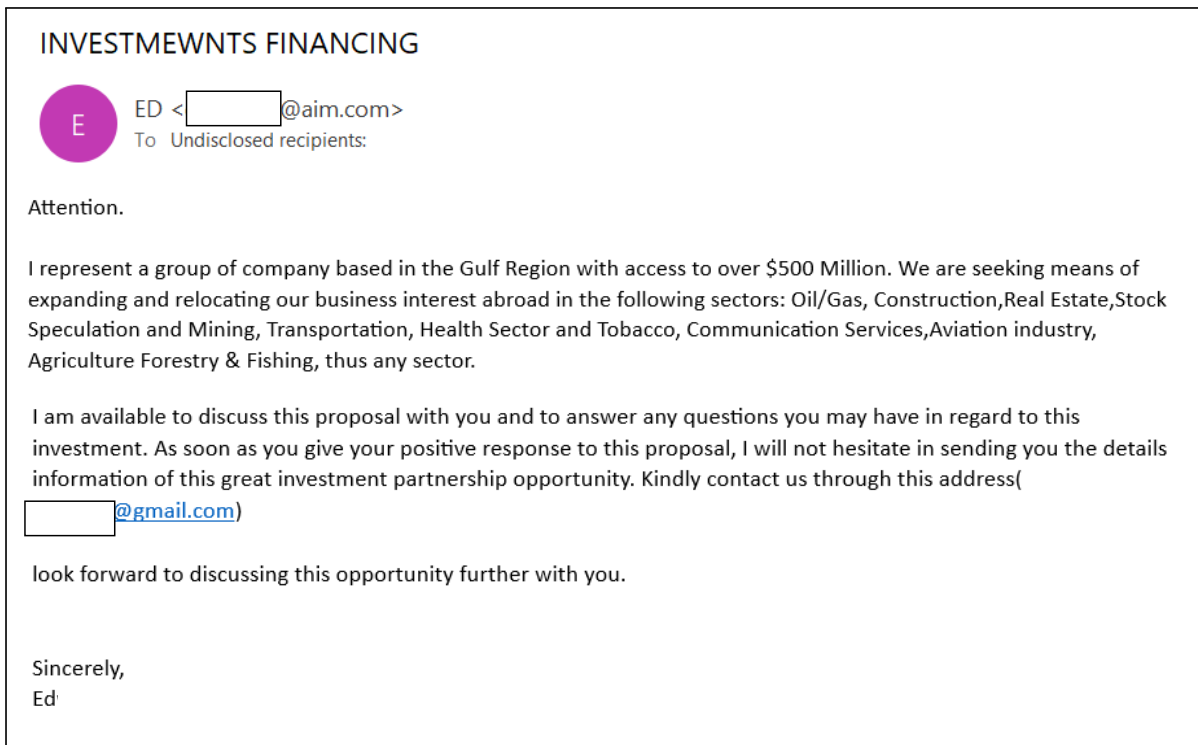 INVESTMEWNTS FINANCING
E
ED <@aim.com>
To Undisclosed recipients:
Attention.
I represent a group of company based in the Gulf Region with access to over $500 Million. We are seeking means of
expanding and relocating our business interest abroad in the following sectors: Oil/Gas, Construction,Real Estate,Stock
Speculation and Mining, Transportation, Health Sector and Tobacco, Communication Services,Aviation industry,
Agriculture Forestry & Fishing, thus any sector.
I am available to discuss this proposal with you and to answer any questions you may have in regard to this
investment. As soon as you give your positive response to this proposal, I will not hesitate in sending you the details
information of this great investment partnership opportunity. Kindly contact us through this address(
@gmail.com)
look forward to discussing this opportunity further with you.
Sincerely,
Ed